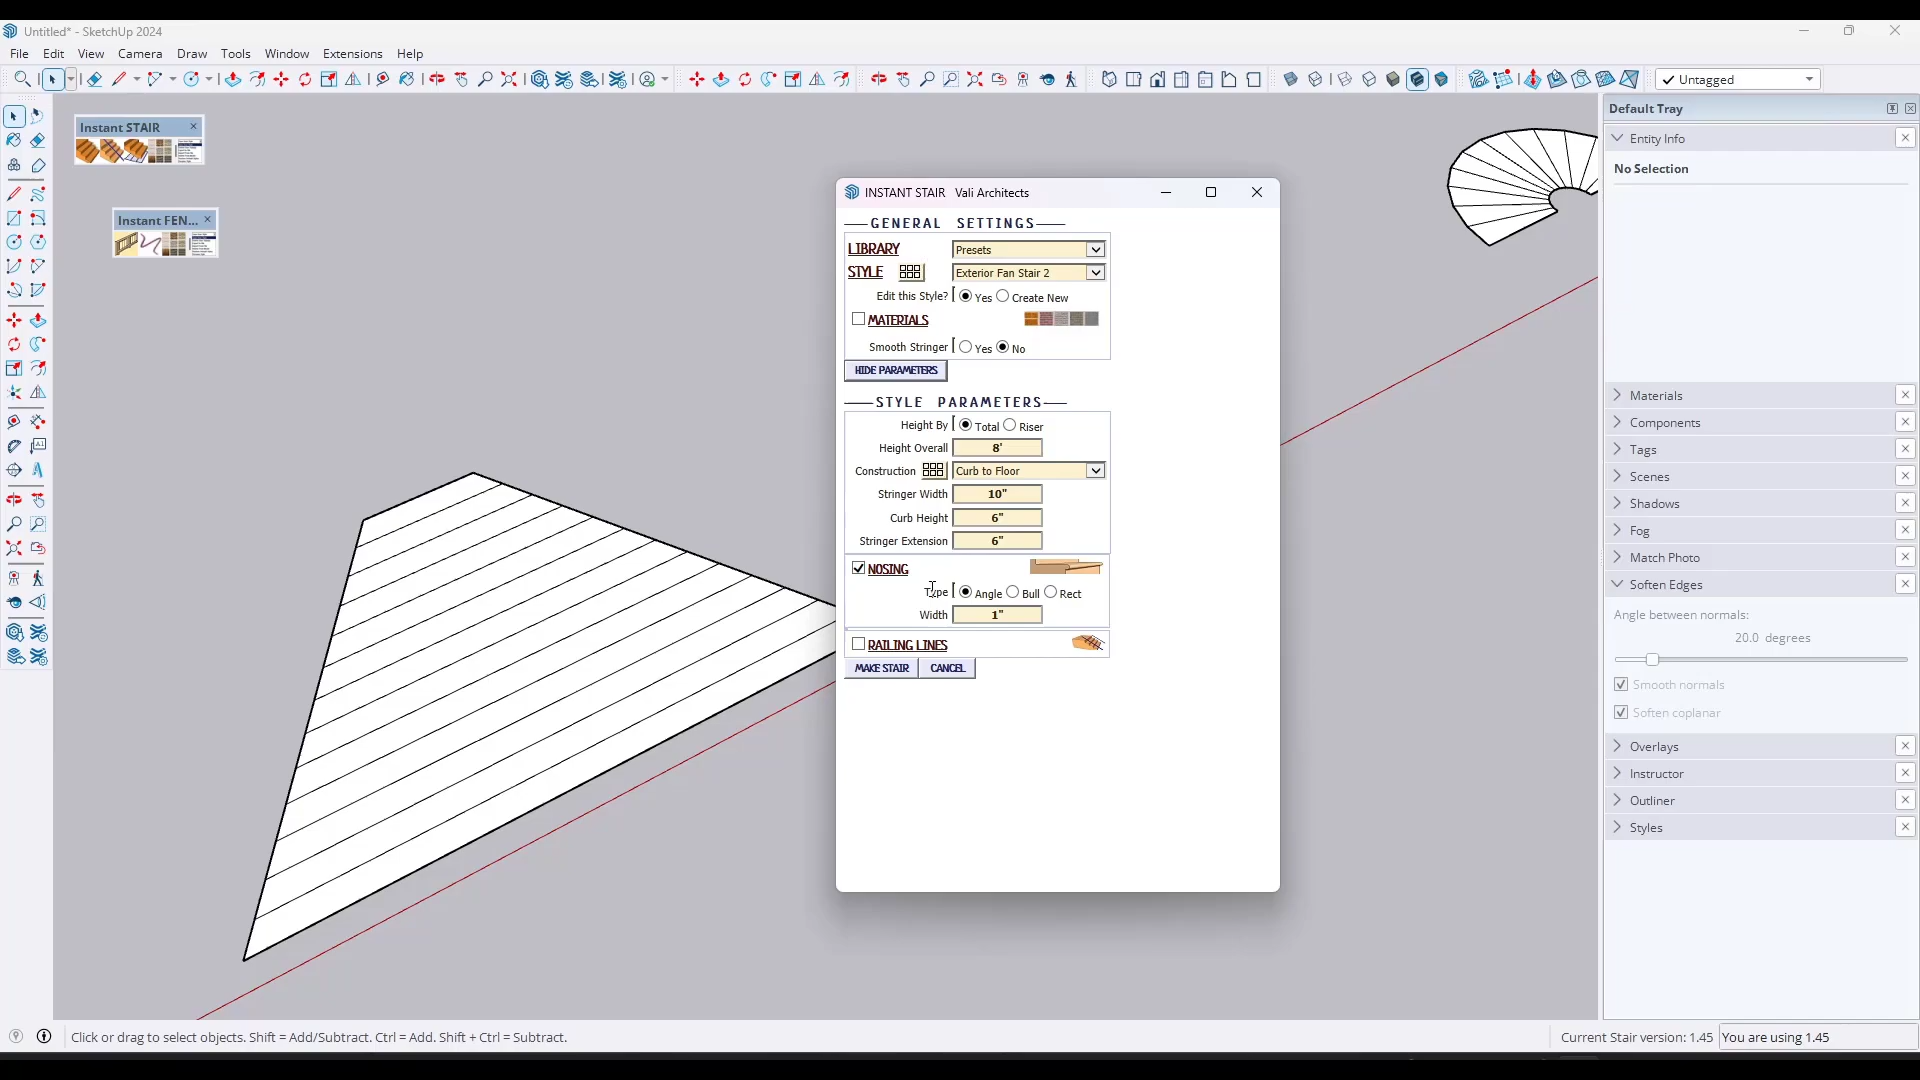 Untitled* - SketchUp 2024
File Edit View Camera Draw Tools Window Extensions Help
Untagged
Instant STAIR
Instant FEN...
INSTANT STAIR Vali Architects
GENERAL SETTINGS
LIBRARY Presets
STYLE Exterior Fan Stair 2
Edit this Style? Yes Create New
MATERIALS
Smooth Stringer Yes No
HIDE PARAMETERS
STYLE PARAMETERS
Height By Total Riser
Height Overall 8'
Construction Curb to Floor
Stringer Width 10"
Curb Height 6"
Stringer Extension 6"
NOSING
Type Angle Bull Rect
Width 1"
RAILING LINES
MAKE STAIR CANCEL
Default Tray
Entity Info
No Selection
Materials
Components
Tags
Scenes
Shadows
Fog
Match Photo
Soften Edges
Angle between normals:
20.0 degrees
Smooth normals
Soften coplanar
Overlays
Instructor
Outliner
Styles
Click or drag to select objects. Shift = Add/Subtract. Ctrl = Add. Shift + Ctrl = Subtract.
Current Stair version: 1.45 You are using 1.45